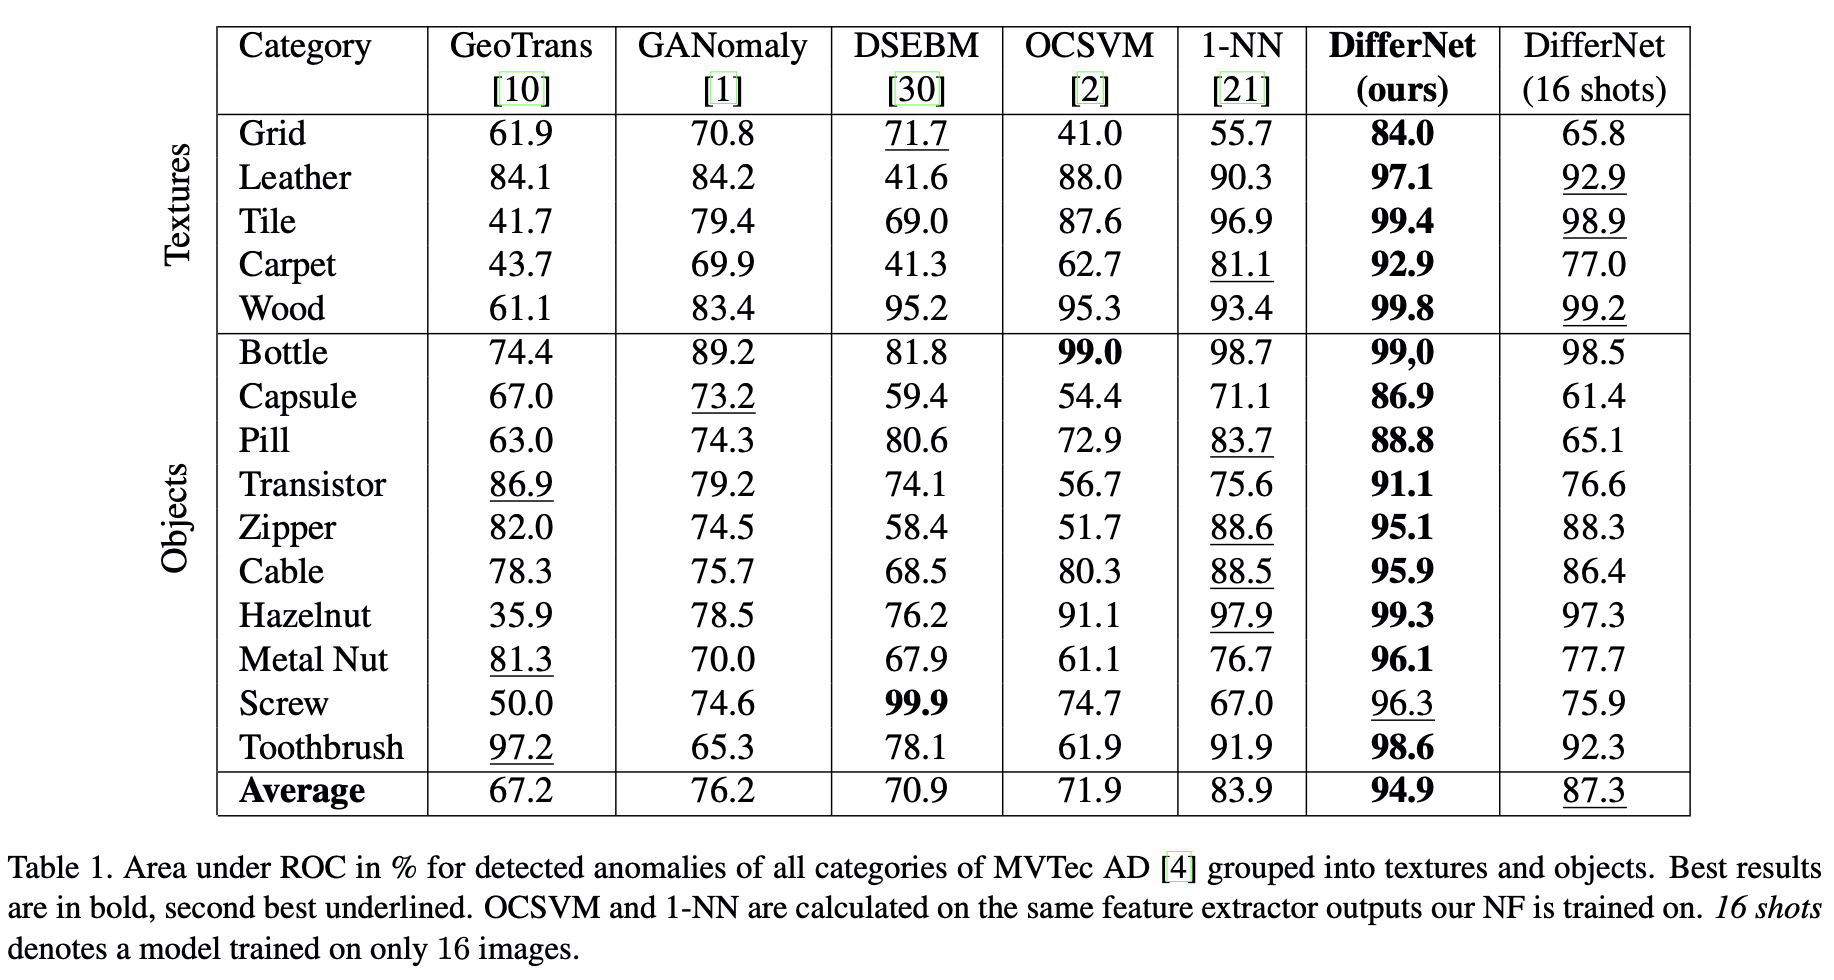 Category GeoTrans GANomaly DSEBM OCSVM 1-NN DifferNet DifferNet
[10] [1] [30] [2] [21] (ours) (16 shots)
Textures
Grid 61.9 70.8 71.7 41.0 55.7 84.0 65.8
Leather 84.1 84.2 41.6 88.0 90.3 97.1 92.9
Tile 41.7 79.4 69.0 87.6 96.9 99.4 98.9
Carpet 43.7 69.9 41.3 62.7 81.1 92.9 77.0
Wood 61.1 83.4 95.2 95.3 93.4 99.8 99.2
Objects
Bottle 74.4 89.2 81.8 99.0 98.7 99,0 98.5
Capsule 67.0 73.2 59.4 54.4 71.1 86.9 61.4
Pill 63.0 74.3 80.6 72.9 83.7 88.8 65.1
Transistor 86.9 79.2 74.1 56.7 75.6 91.1 76.6
Zipper 82.0 74.5 58.4 51.7 88.6 95.1 88.3
Cable 78.3 75.7 68.5 80.3 88.5 95.9 86.4
Hazelnut 35.9 78.5 76.2 91.1 97.9 99.3 97.3
Metal Nut 81.3 70.0 67.9 61.1 76.7 96.1 77.7
Screw 50.0 74.6 99.9 74.7 67.0 96.3 75.9
Toothbrush 97.2 65.3 78.1 61.9 91.9 98.6 92.3
Average 67.2 76.2 70.9 71.9 83.9 94.9 87.3
Table 1. Area under ROC in % for detected anomalies of all categories of MVTec AD [4] grouped into textures and objects. Best results
are in bold, second best underlined. OCSVM and 1-NN are calculated on the same feature extractor outputs our NF is trained on. 16 shots
denotes a model trained on only 16 images.